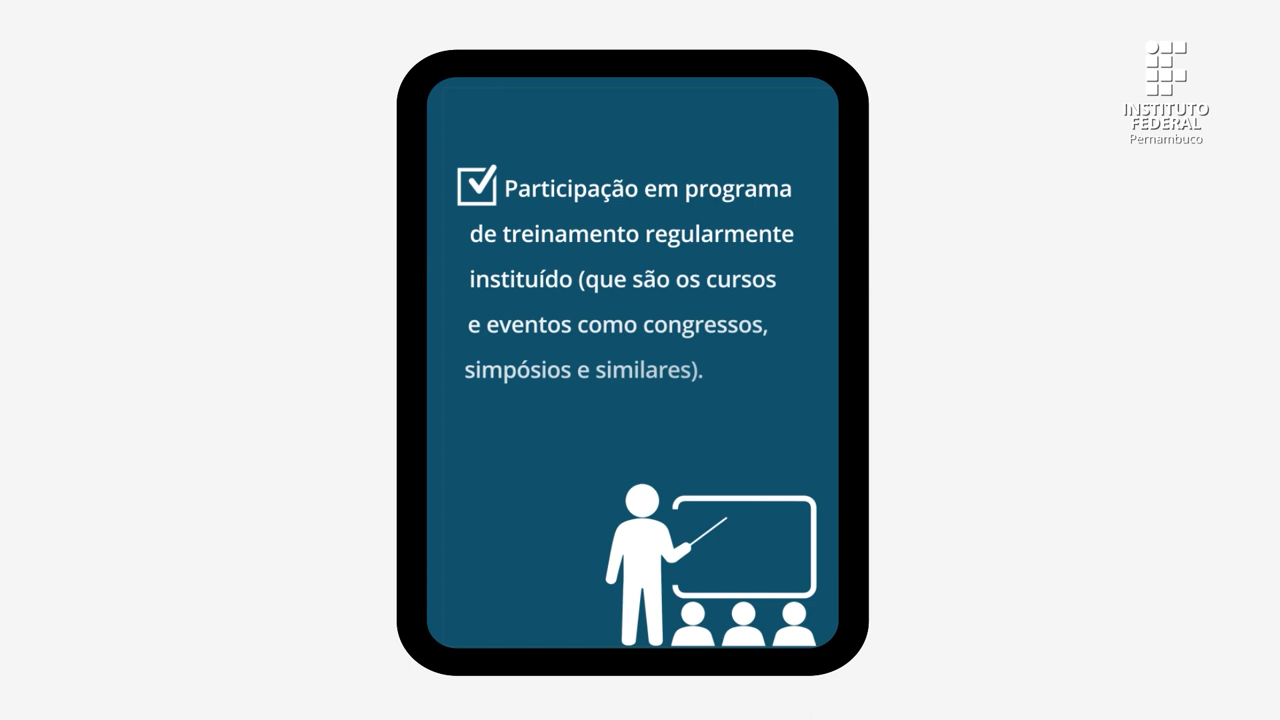 Participação em programa
de treinamento regularmente
instituído (que são os cursos
e eventos como congressos,
simpósios e similares).
INSTITUTO
FEDERAL
Pernambuco